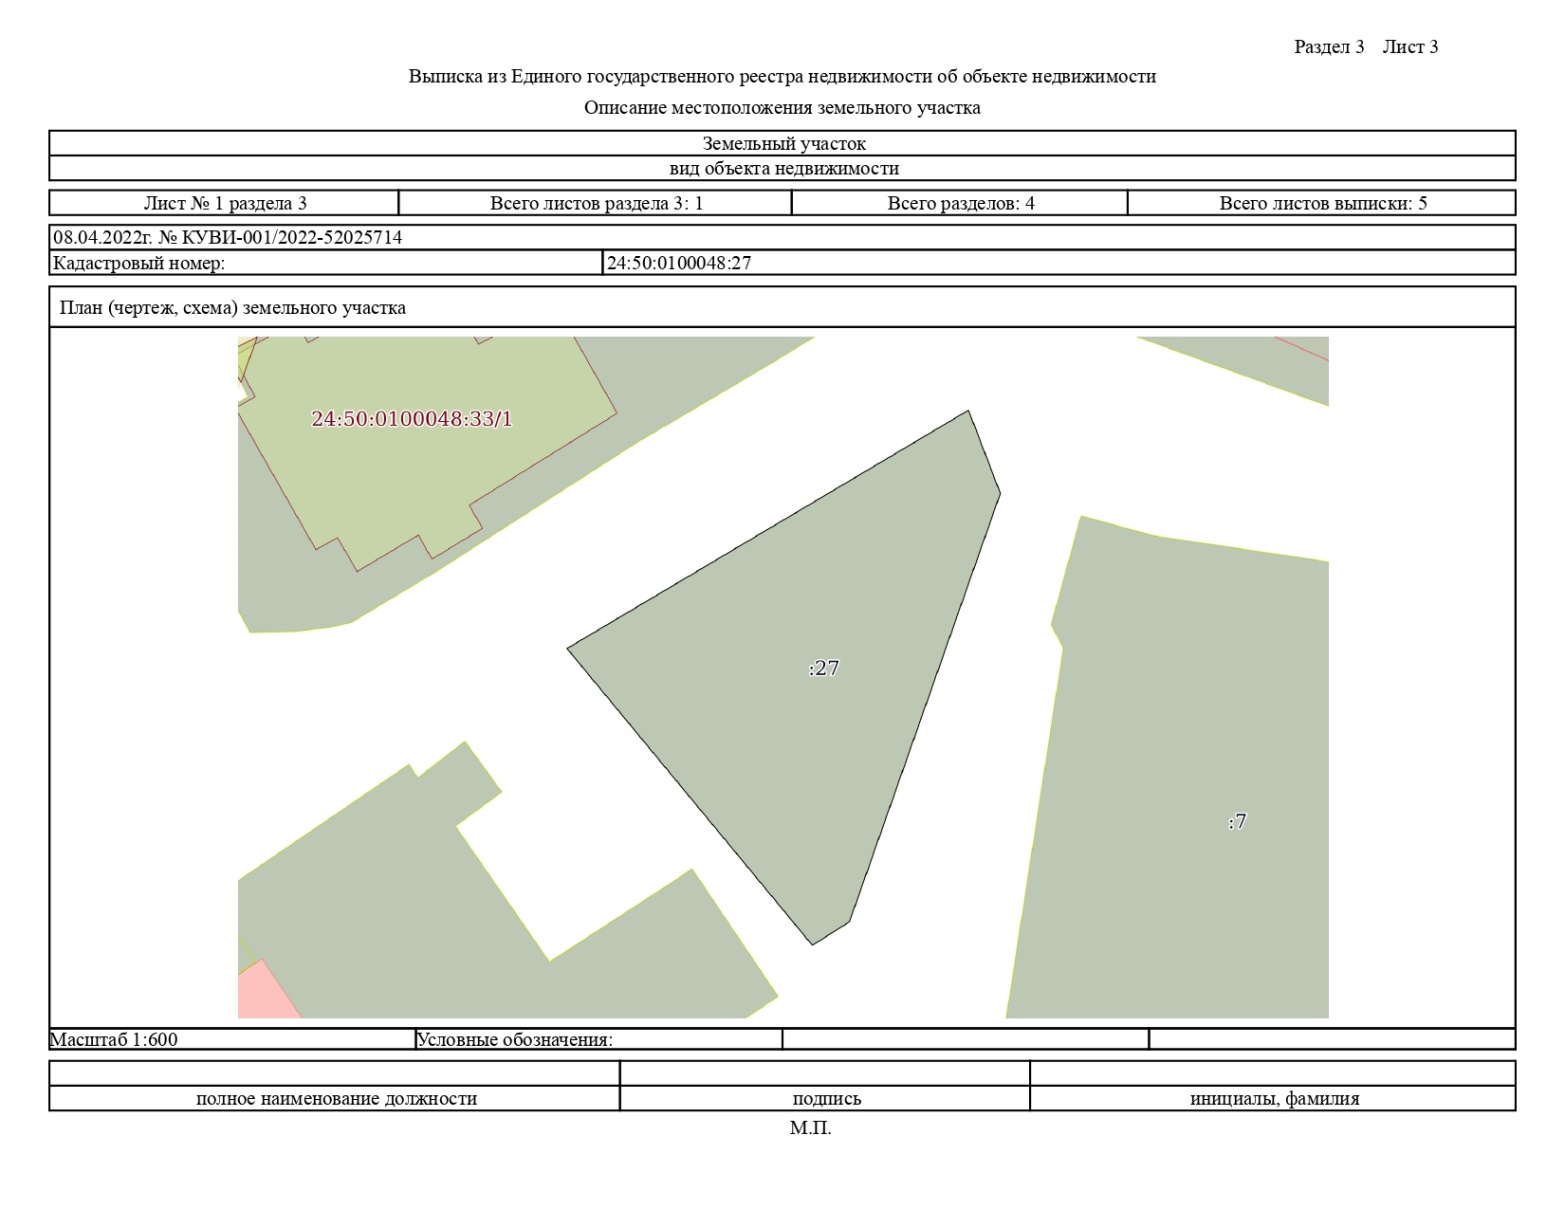 Раздел 3 Лист 3
Выписка из Единого государственного реестра недвижимости об объекте недвижимости
Описание местоположения земельного участка
Земельный участок
вид объекта недвижимости
Лист № 1 раздела 3 Всего листов раздела 3: 1 Всего разделов: 4 Всего листов выписки: 5
08.04.2022г. № КУВИ-001/2022-52025714
Кадастровый номер: 24:50:0100048:27
План (чертеж, схема) земельного участка
24:50:0100048:33/1
:27
:7
Масштаб 1:600 Условные обозначения:
полное наименование должности подпись инициалы, фамилия
М.П.